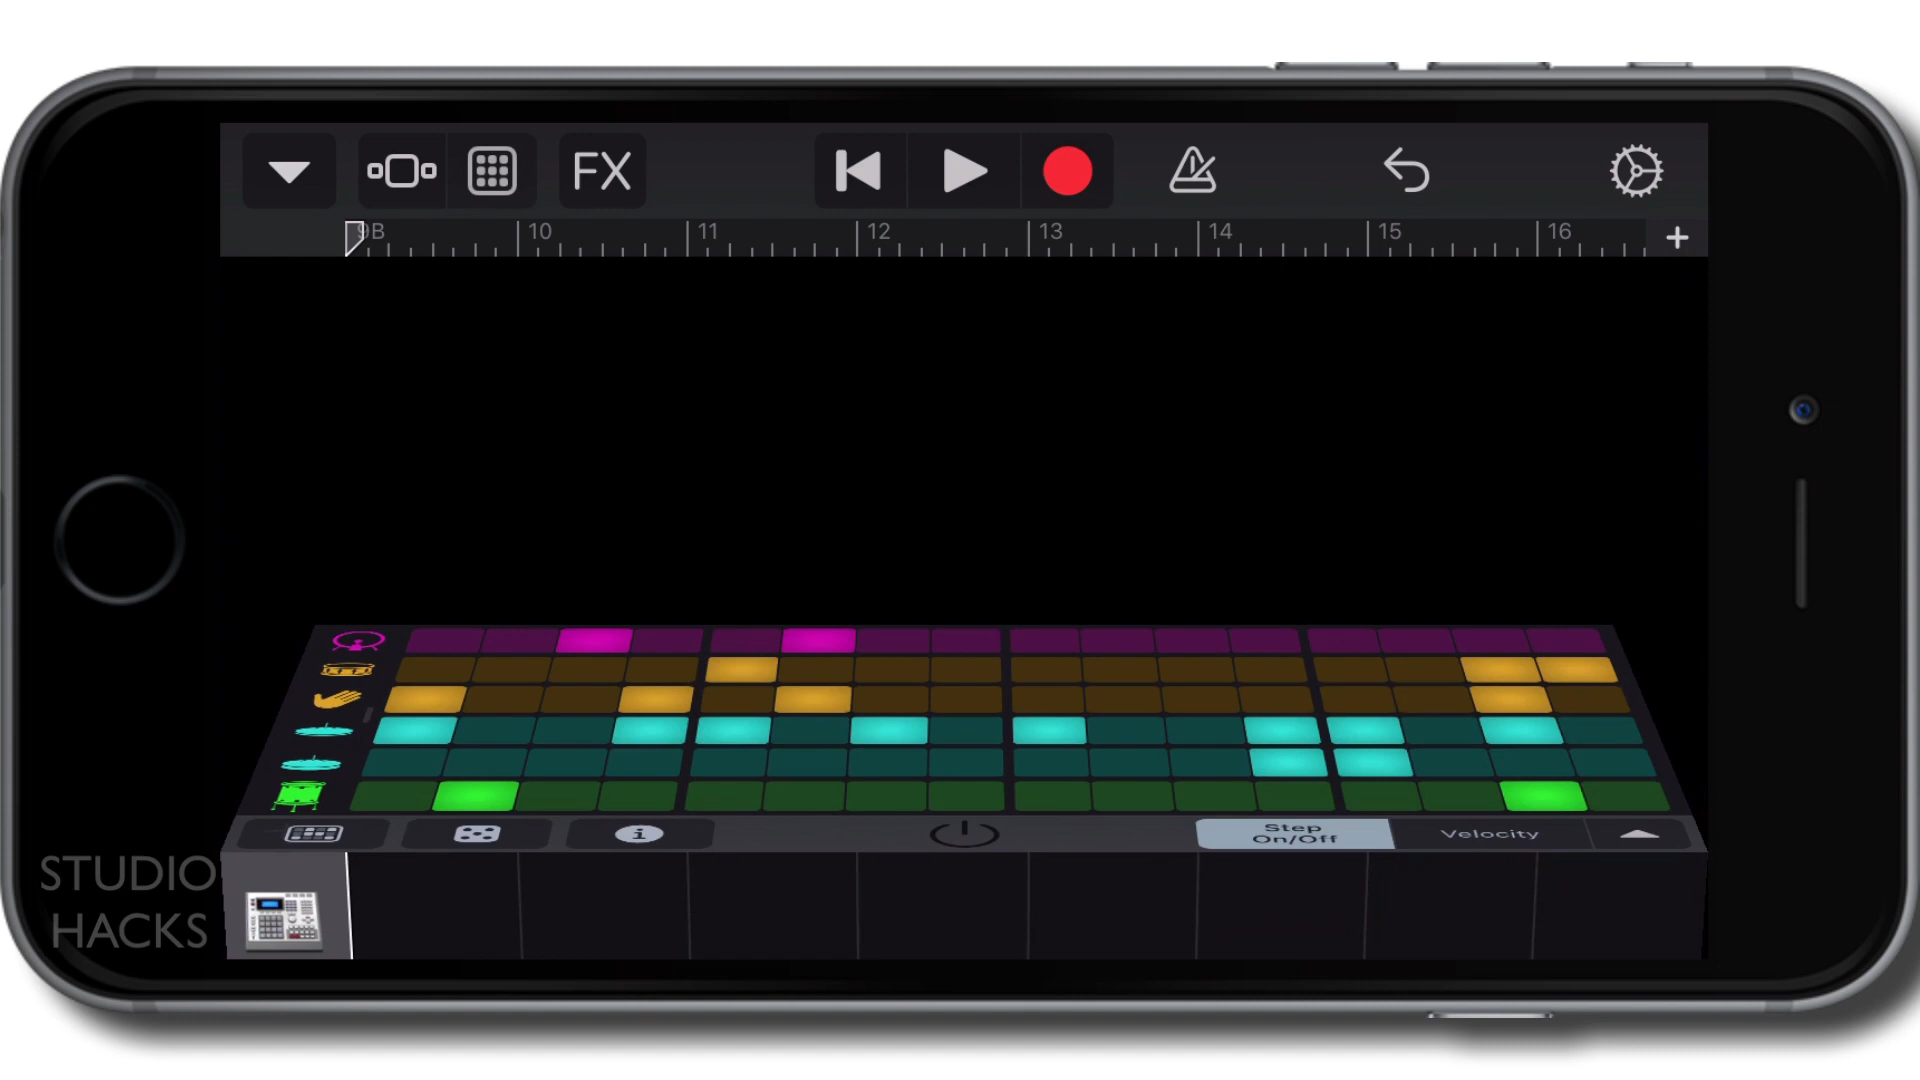 FX
9B 10 11 12 13 14 15 16
Step
On/Off
Velocity
STUDIO
HACKS